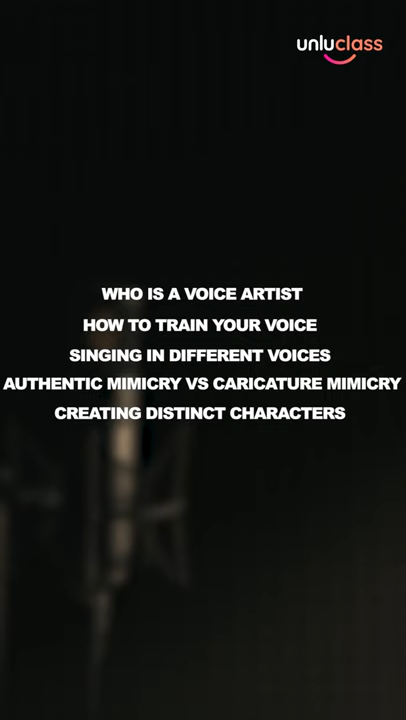 unluclass
WHO IS A VOICE ARTIST
HOW TO TRAIN YOUR VOICE
SINGING IN DIFFERENT VOICES
AUTHENTIC MIMICRY VS CARICATURE MIMICRY
CREATING DISTINCT CHARACTERS